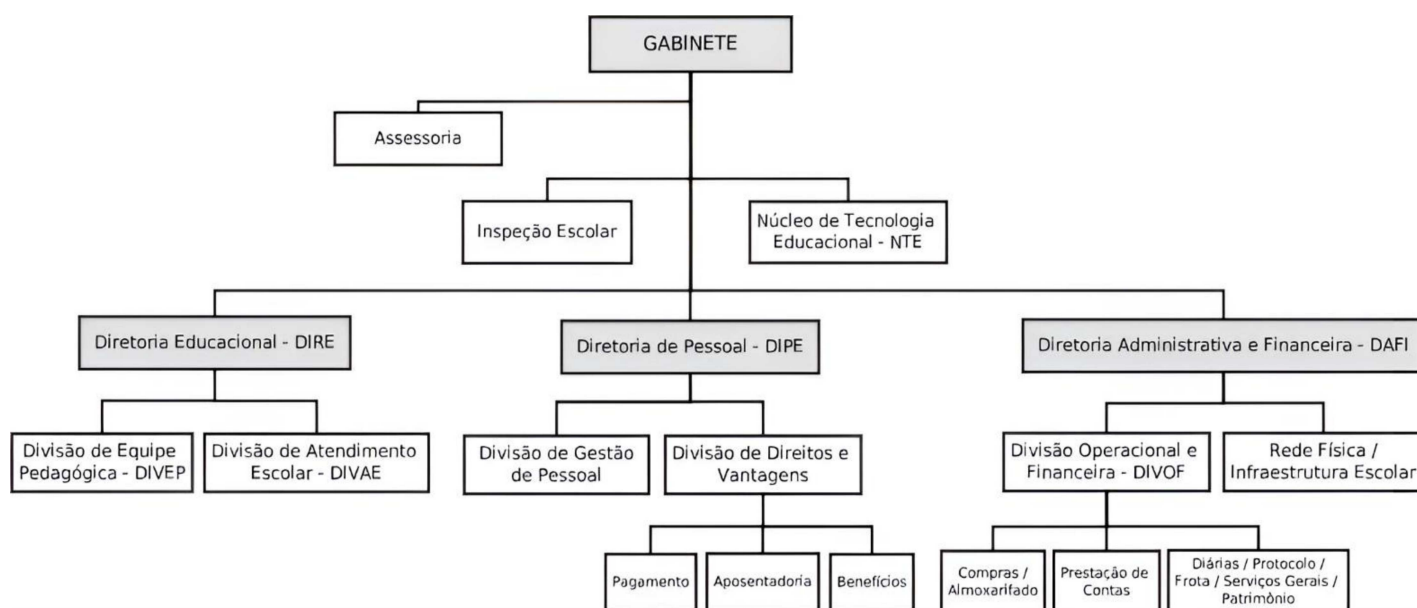 GABINETE
Assessoria
Inspeção Escolar
Núcleo de Tecnologia
Educacional - NTE
Diretoria Educacional - DIRE
Diretoria de Pessoal - DIPE
Diretoria Administrativa e Financeira - DAFI
Divisão de Equipe
Pedagógica - DIVEP
Divisão de Atendimento
Escolar - DIVAE
Divisão de Gestão
de Pessoal
Divisão de Direitos e
Vantagens
Divisão Operacional e
Financeira - DIVOF
Rede Física /
Infraestrutura Escolar
Pagamento
Aposentadoria
Benefícios
Compras /
Almoxarifado
Prestação de
Contas
Diárias / Protocolo /
Frota / Serviços Gerais /
Patrimônio